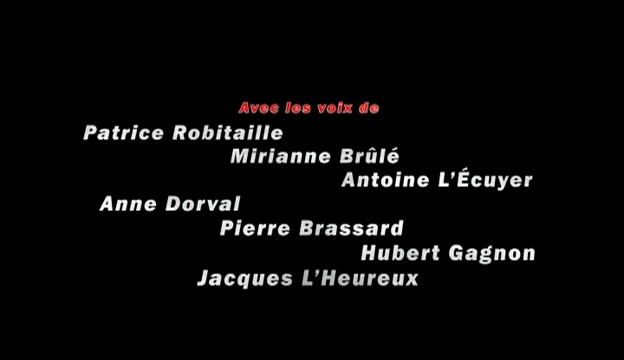 Avec les voix de
Patrice Robitaille
Mirianne Brûlé
Antoine L'Écuyer
Anne Dorval
Pierre Brassard
Hubert Gagnon
Jacques L'Heureux